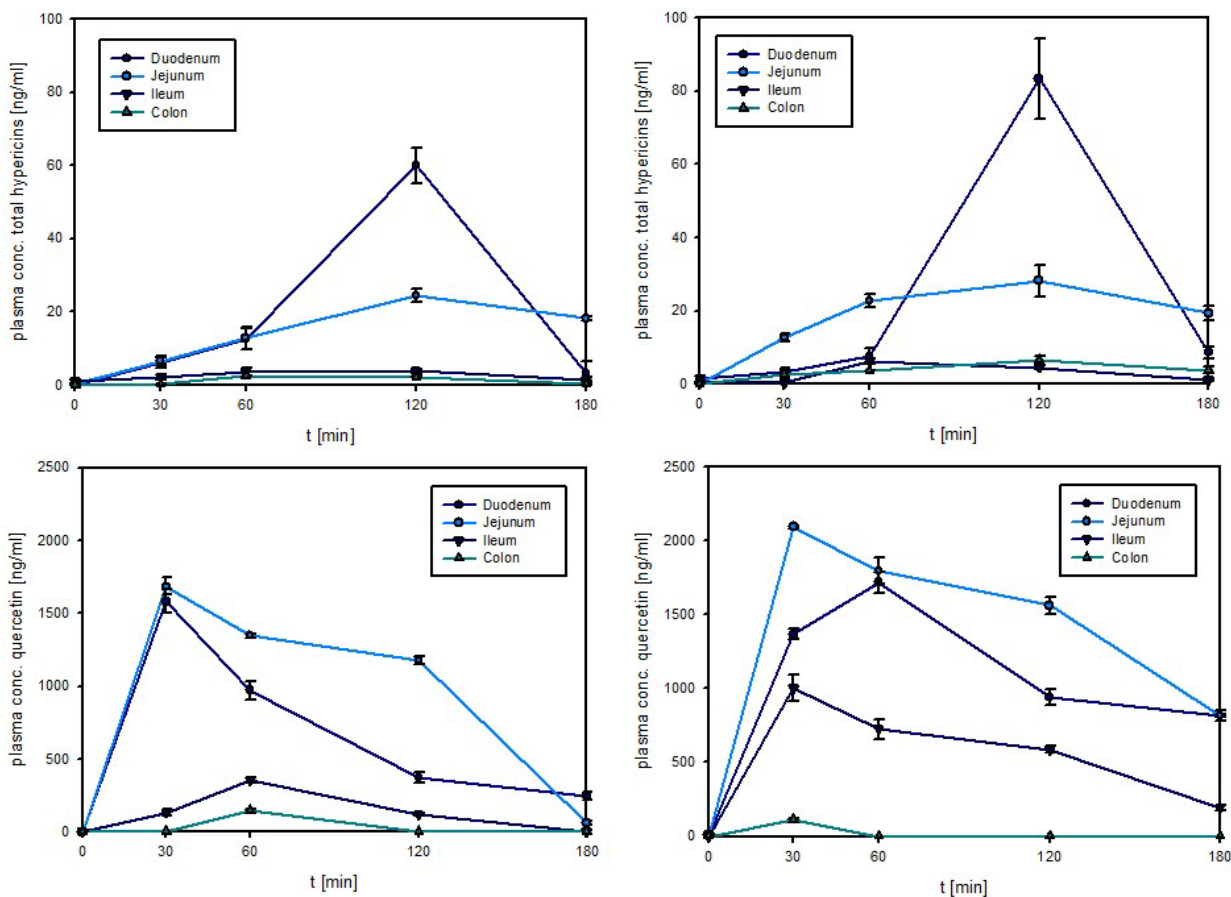 plasma conc. total hypericins [ng/ml]
100
80
60
40
20
0
Duodenum
Jejunum
Ileum
Colon
0
30
60
120
180
t [min]
plasma conc. total hypericins [ng/ml]
100
80
60
40
20
0
Duodenum
Jejunum
Ileum
Colon
0
30
60
120
180
t [min]
plasma conc. quercetin [ng/ml]
2500
2000
1500
1000
500
0
Duodenum
Jejunum
Ileum
Colon
0
30
60
120
180
t [min]
plasma conc. quercetin [ng/ml]
2500
2000
1500
1000
500
0
Duodenum
Jejunum
Ileum
Colon
0
30
60
120
180
t [min]